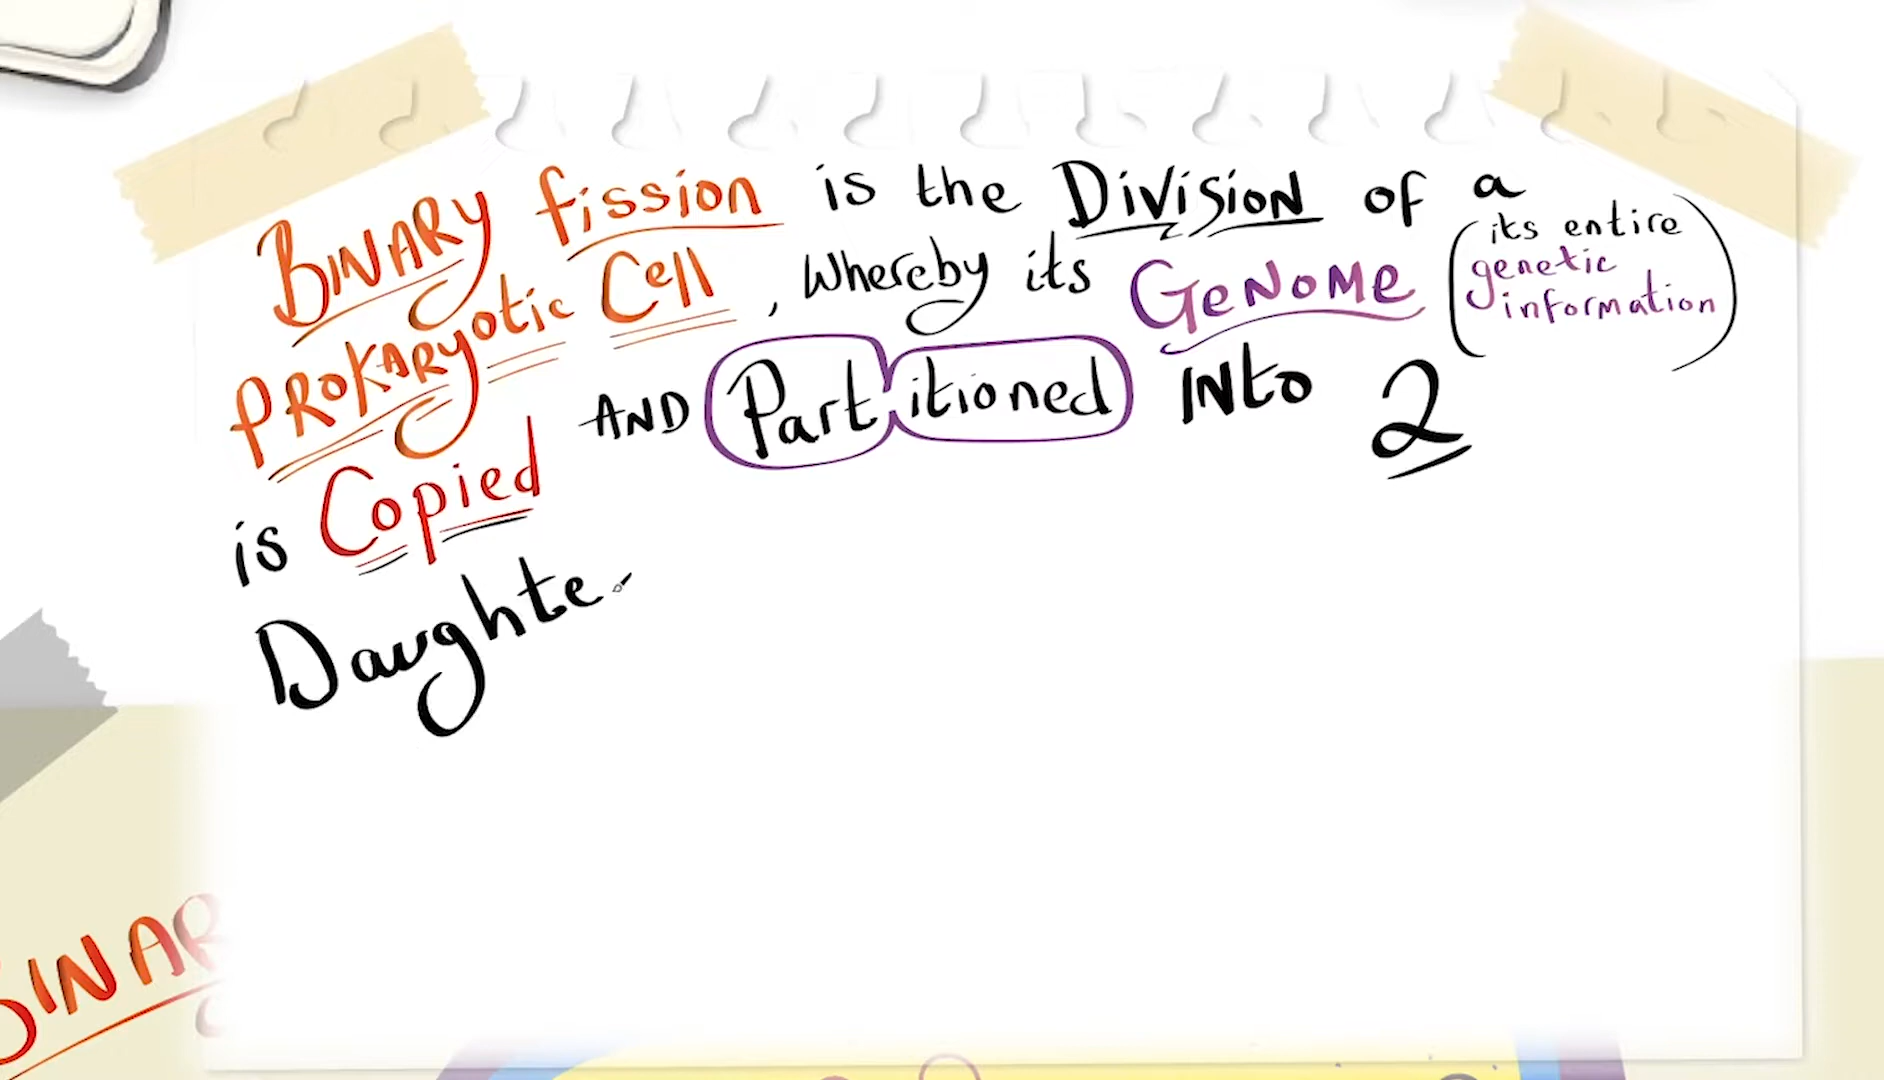 BINARY fission is the Division of a
PROKARYotic Cell, whereby its GeNoMe (its entire
genetic
information)
is Copied AND Partitioned INto 2
Daughte
BINAR